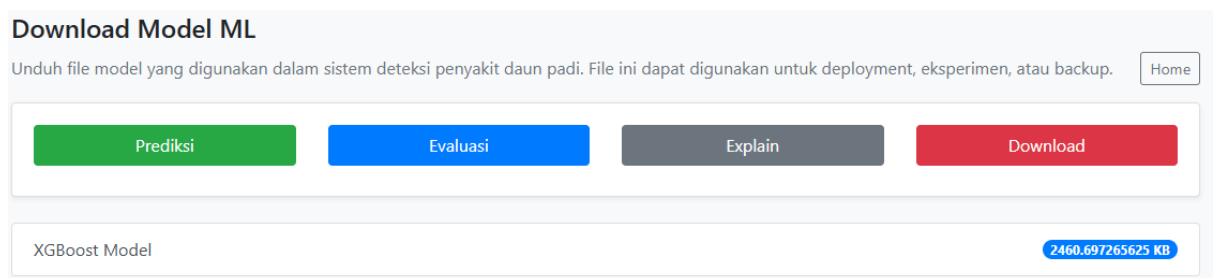 Download Model ML
Unduh file model yang digunakan dalam sistem deteksi penyakit daun padi. File ini dapat digunakan untuk deployment, eksperimen, atau backup. Home
Prediksi Evaluasi Explain Download
XGBoost Model 2460.697265625 KB